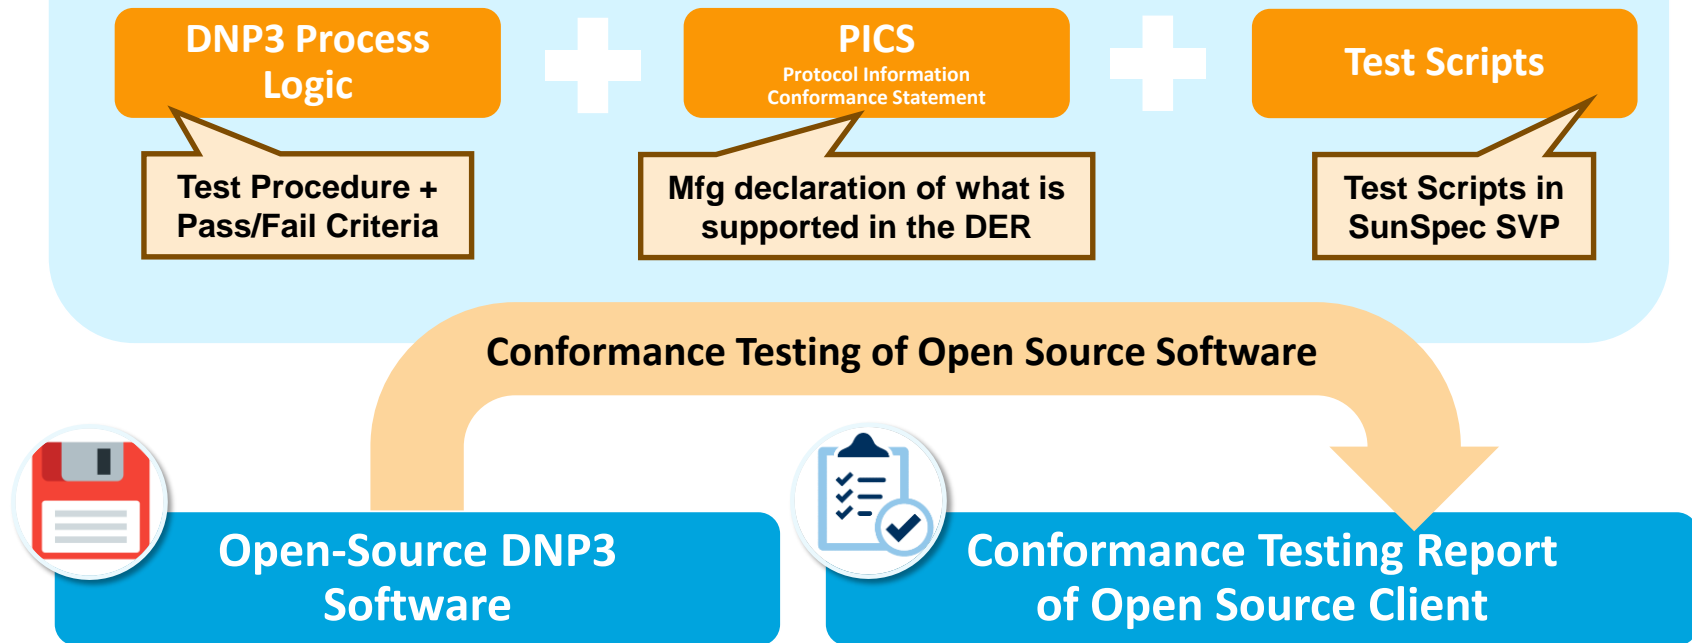 DNP3 Process
Logic
PICS
Protocol Information
Conformance Statement
Test Scripts
Test Procedure +
Pass/Fail Criteria
Mfg declaration of what is
supported in the DER
Test Scripts in
SunSpec SVP
Conformance Testing of Open Source Software
Open-Source DNP3
Software
Conformance Testing Report
of Open Source Client